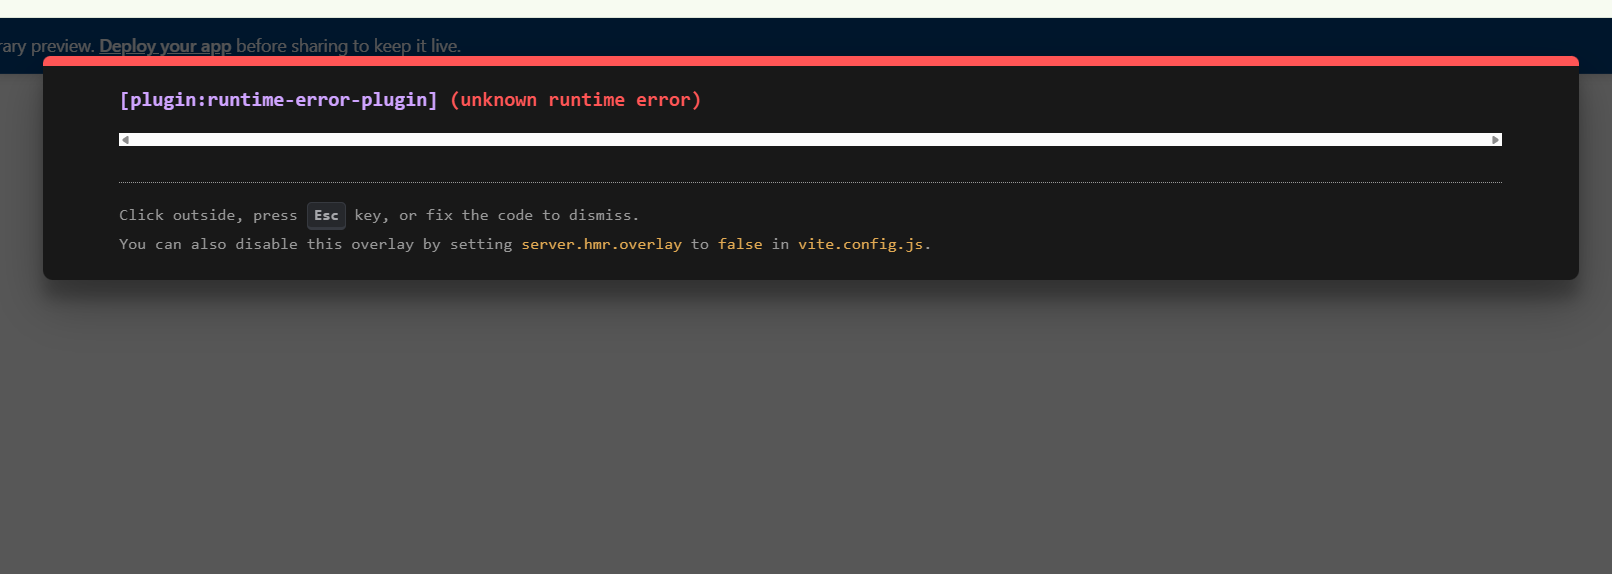 rary preview. Deploy your app before sharing to keep it live.
[plugin:runtime-error-plugin] (unknown runtime error)
Click outside, press Esc key, or fix the code to dismiss.
You can also disable this overlay by setting server.hmr.overlay to false in vite.config.js.